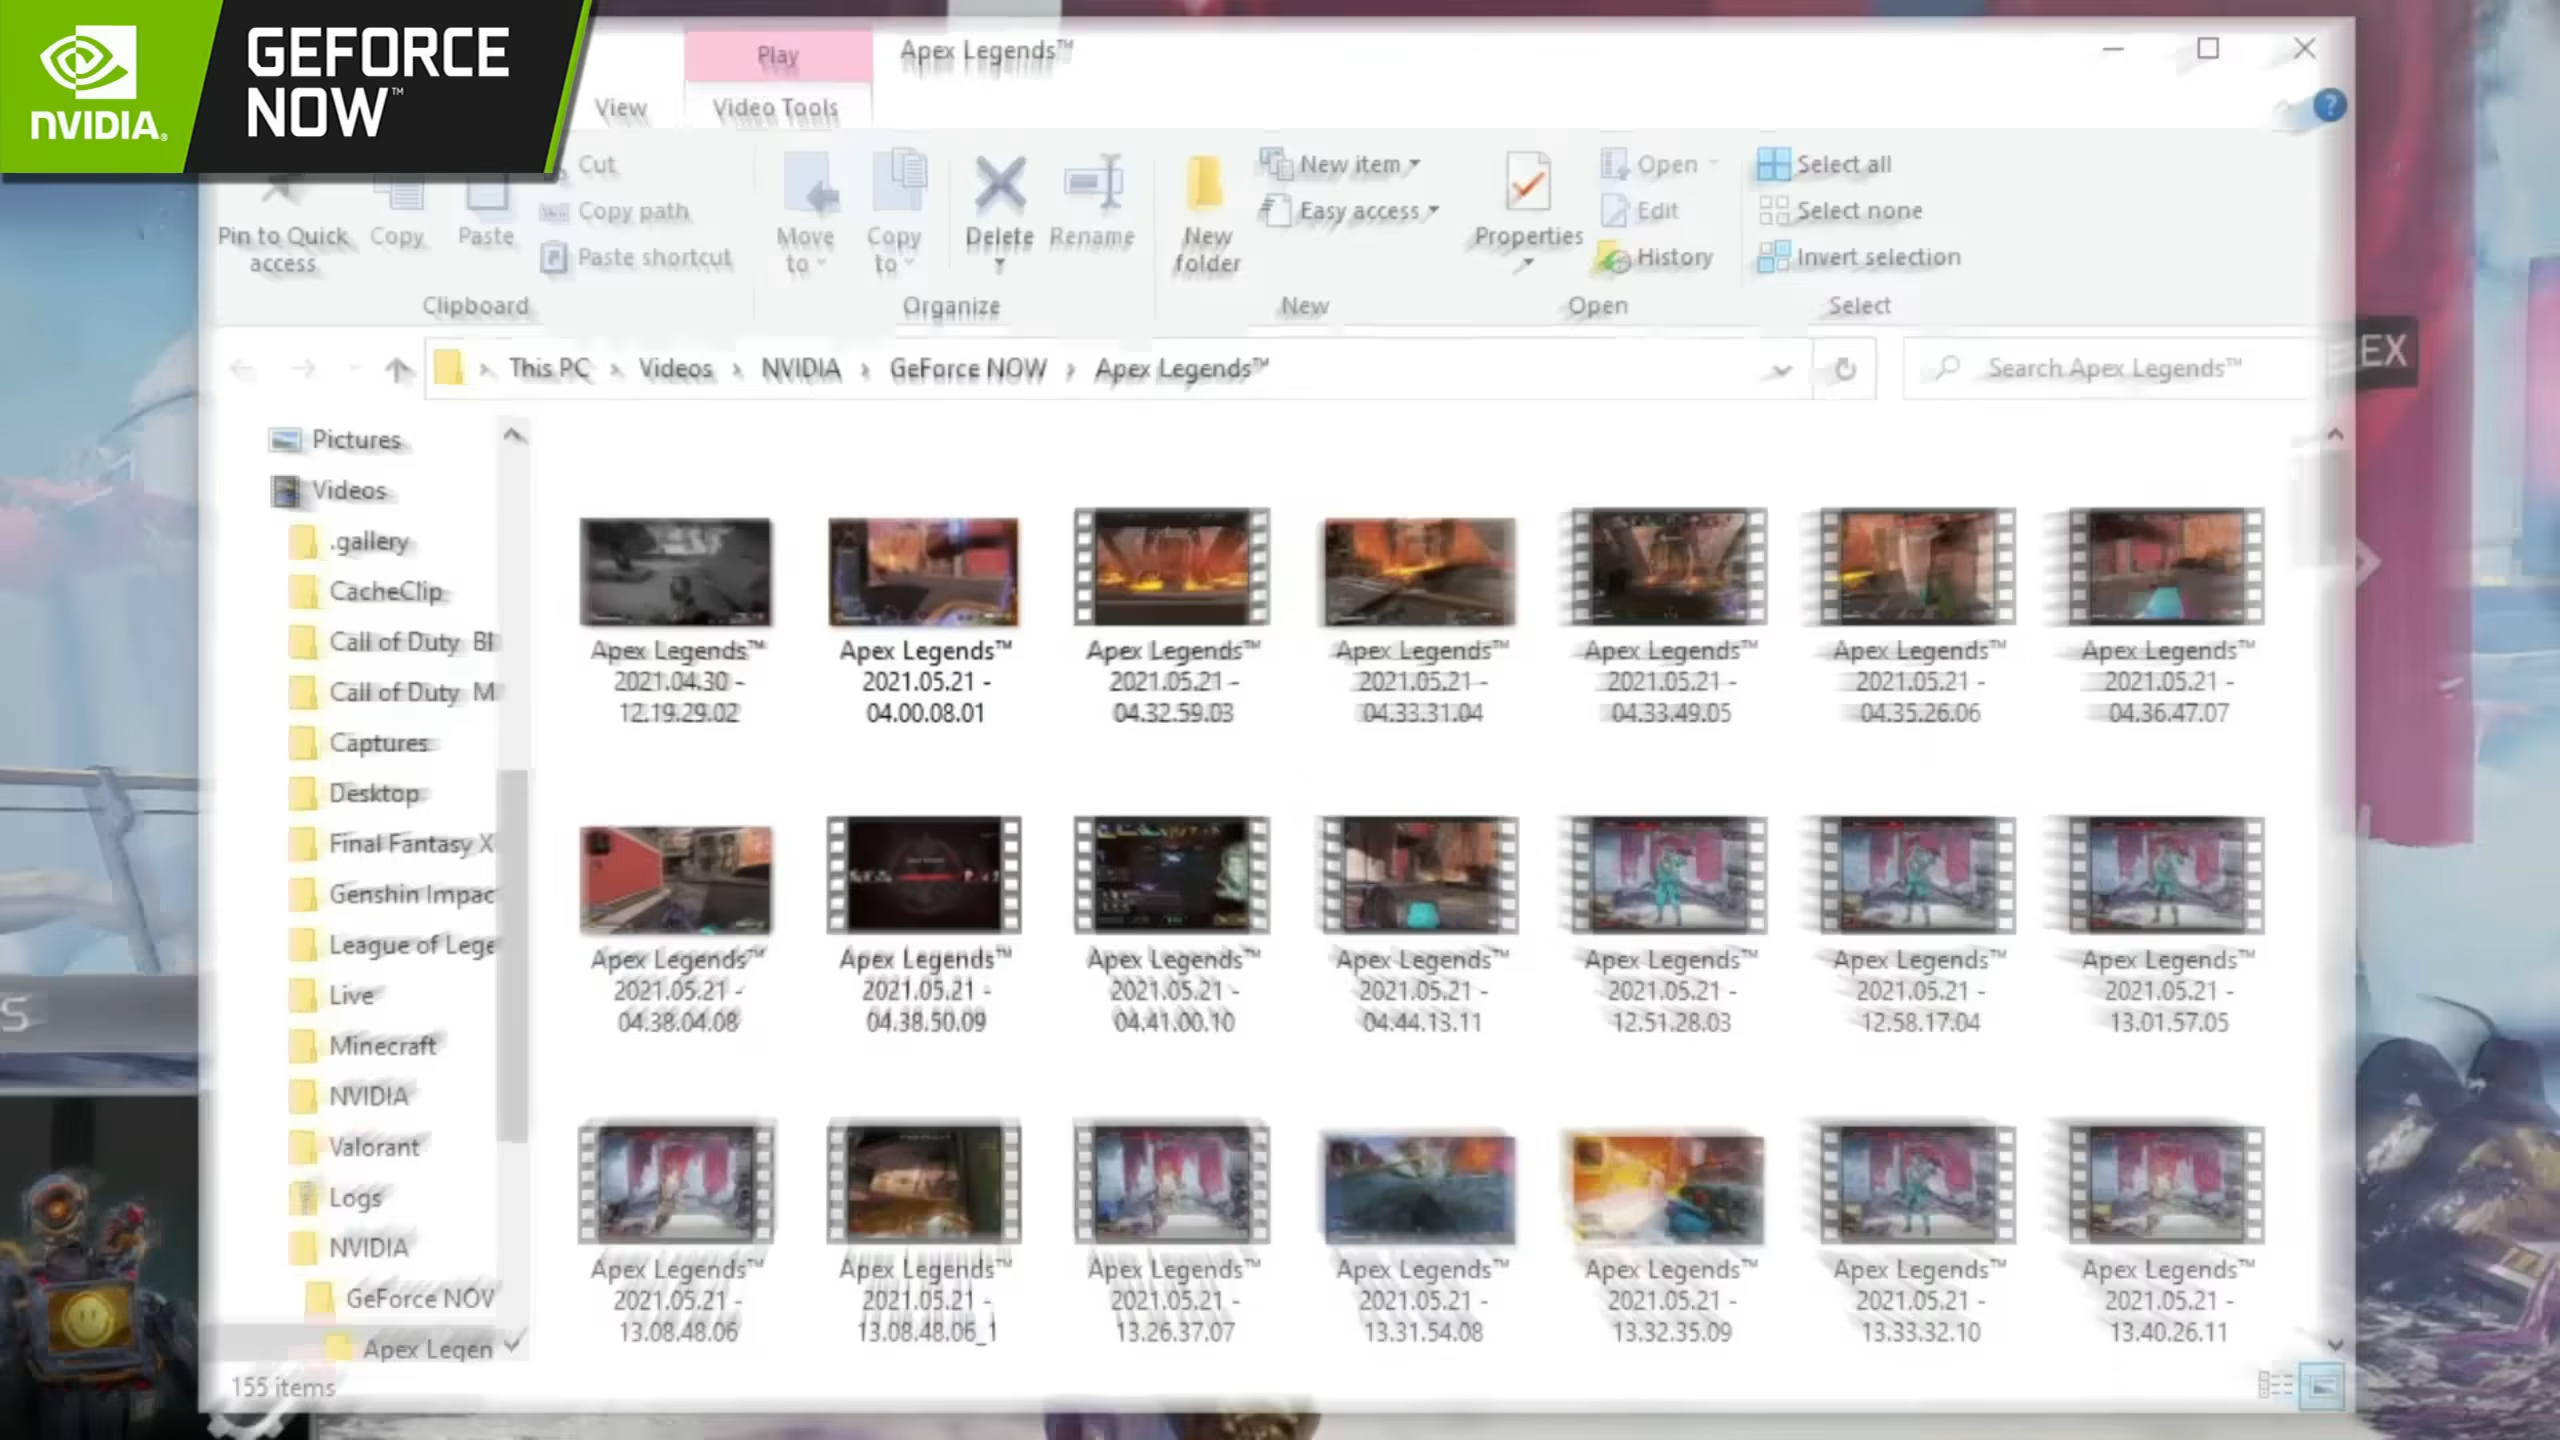 NVIDIA.
GEFORCE
NOW™
Play
Apex Legends™
View
Video Tools
Pin to Quick
access
Copy
Paste
Cut
Copy path
Paste shortcut
Clipboard
Move
to
Copy
to
Delete
Rename
Organize
New
folder
New item
Easy access
New
Properties
Open
Edit
History
Open
Select all
Select none
Invert selection
Select
This PC > Videos > NVIDIA > GeForce NOW > Apex Legends™
Search Apex Legends™
EX
Pictures
Videos
.gallery
CacheClip
Call of Duty Bl
Call of Duty M
Captures
Desktop
Final Fantasy X
Genshin Impac
League of Lege
Live
Minecraft
NVIDIA
Valorant
Logs
NVIDIA
GeForce NOV
Apex Legen
155 items
Apex Legends™
2021.04.30 -
12.19.29.02
Apex Legends™
2021.05.21 -
04.00.08.01
Apex Legends™
2021.05.21 -
04.32.59.03
Apex Legends™
2021.05.21 -
04.33.31.04
Apex Legends™
2021.05.21 -
04.33.49.05
Apex Legends™
2021.05.21 -
04.35.26.06
Apex Legends™
2021.05.21 -
04.36.47.07
Apex Legends™
2021.05.21 -
04.38.04.08
Apex Legends™
2021.05.21 -
04.38.50.09
Apex Legends™
2021.05.21 -
04.41.00.10
Apex Legends™
2021.05.21 -
04.44.13.11
Apex Legends™
2021.05.21 -
12.51.28.03
Apex Legends™
2021.05.21 -
12.58.17.04
Apex Legends™
2021.05.21 -
13.01.57.05
Apex Legends™
2021.05.21 -
13.08.48.06
Apex Legends™
2021.05.21 -
13.08.48.06_1
Apex Legends™
2021.05.21 -
13.26.37.07
Apex Legends™
2021.05.21 -
13.31.54.08
Apex Legends™
2021.05.21 -
13.32.35.09
Apex Legends™
2021.05.21 -
13.33.32.10
Apex Legends™
2021.05.21 -
13.40.26.11
S